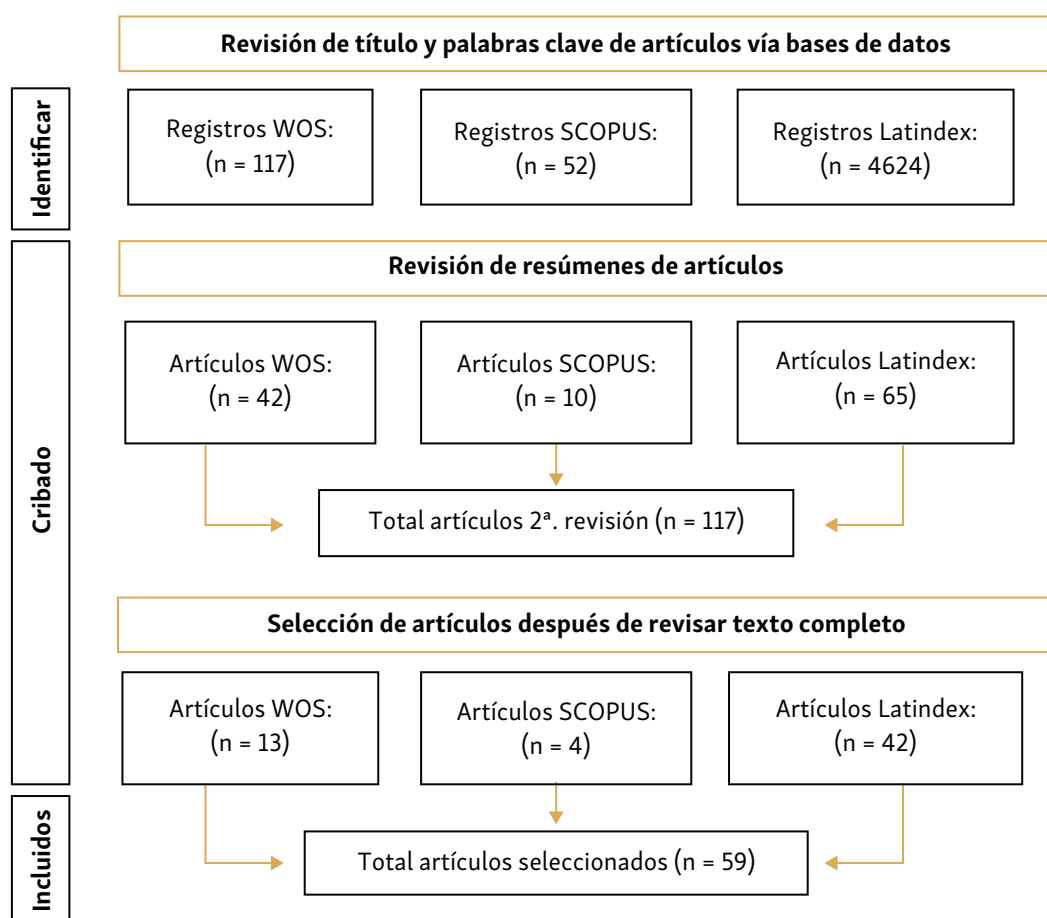 Revisión de título y palabras clave de artículos vía bases de datos
Identificar
Registros WOS:
(n = 117)
Registros SCOPUS:
(n = 52)
Registros Latindex:
(n = 4624)
Cribado
Revisión de resúmenes de artículos
Artículos WOS:
(n = 42)
Artículos SCOPUS:
(n = 10)
Artículos Latindex:
(n = 65)
Total artículos 2ª. revisión (n = 117)
Selección de artículos después de revisar texto completo
Artículos WOS:
(n = 13)
Artículos SCOPUS:
(n = 4)
Artículos Latindex:
(n = 42)
Incluidos
Total artículos seleccionados (n = 59)